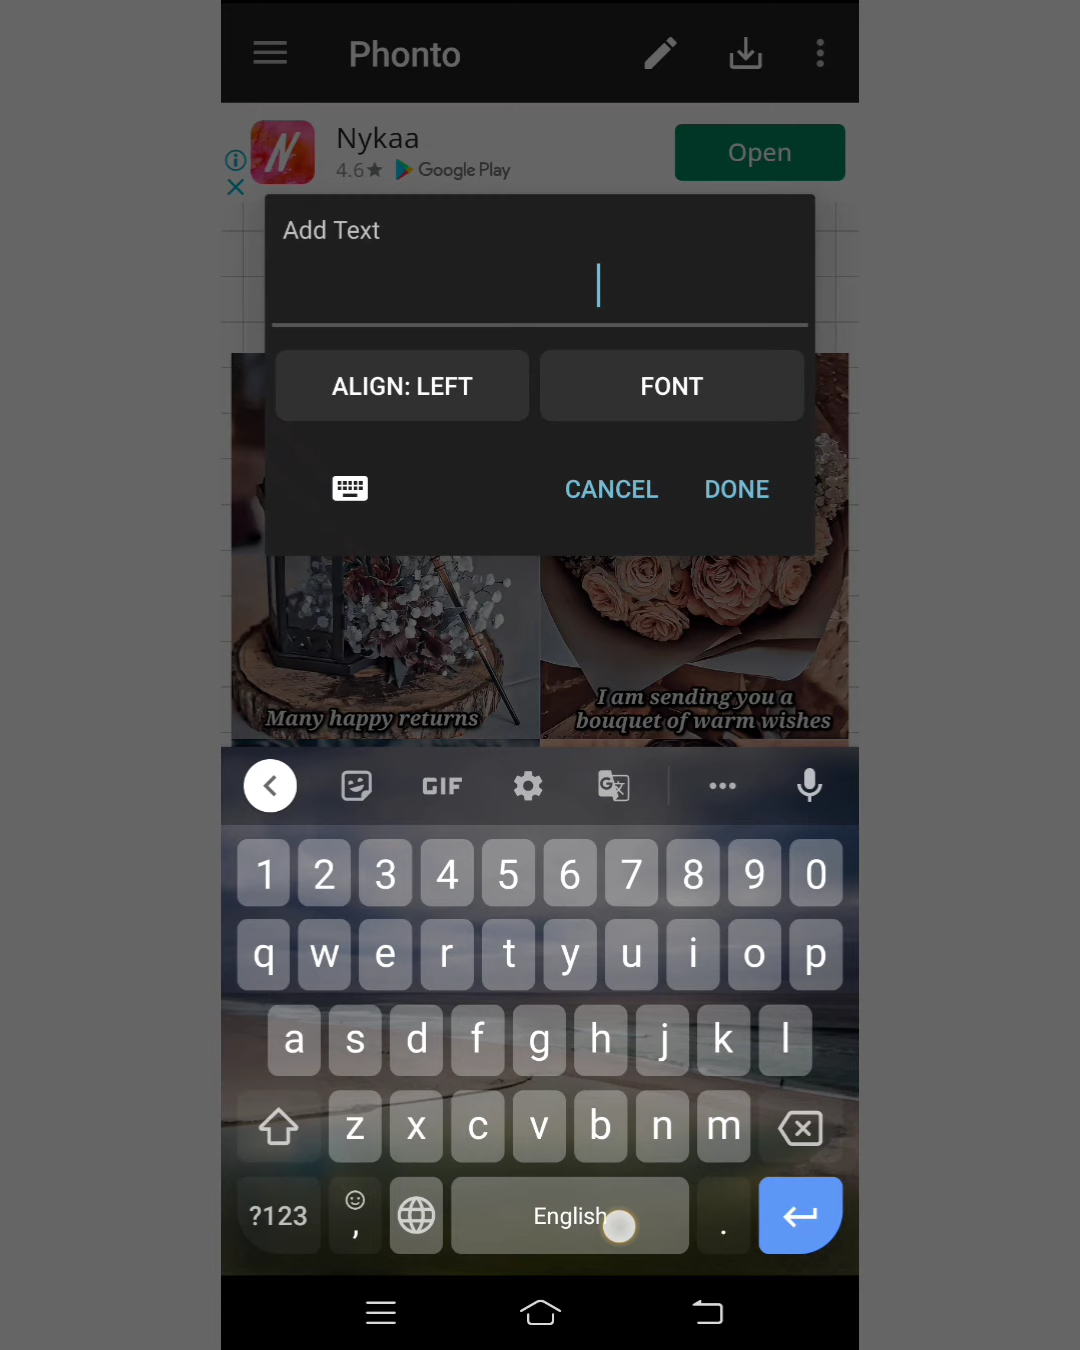 Phonto
Nykaa
4.6★ Google Play
Open
Add Text
ALIGN: LEFT
FONT
CANCEL
DONE
Many happy returns
I am sending you a
bouquet of warm wishes
GIF
1 2 3 4 5 6 7 8 9 0
q w e r t y u i o p
a s d f g h j k l
z x c v b n m
?123 , English .